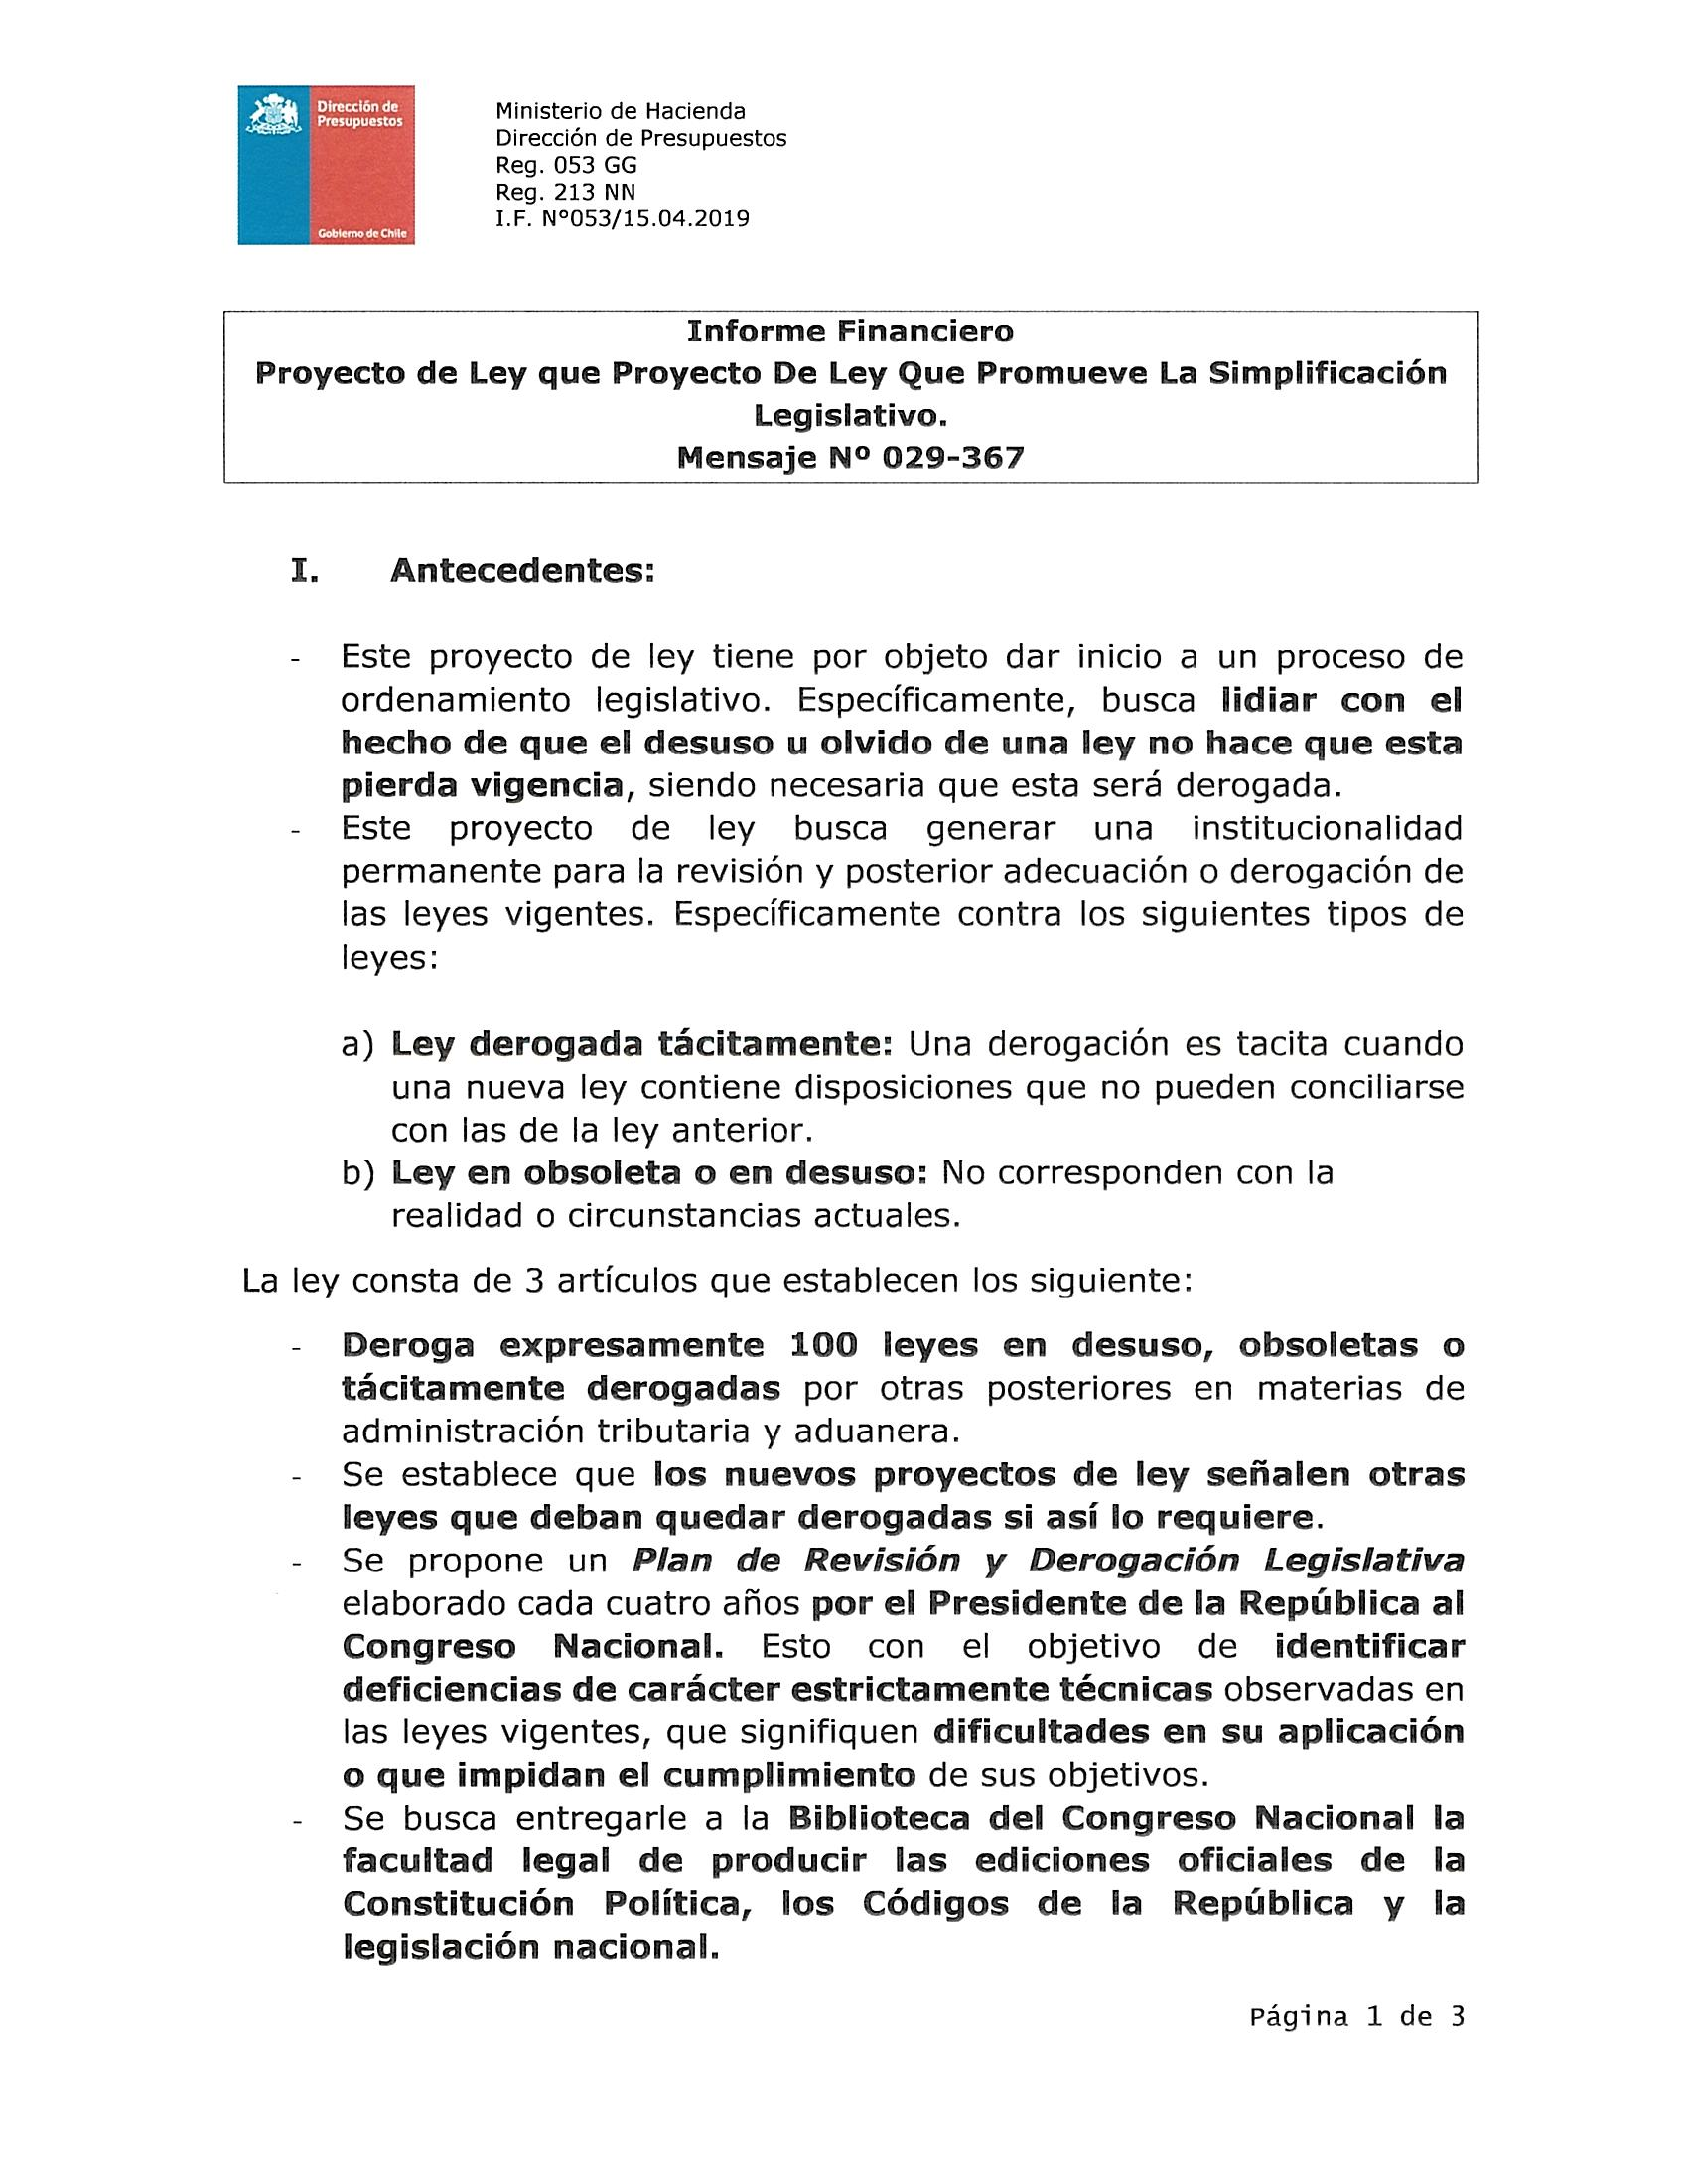 Dirección de
Presupuestos
Gobierno de Chile
Ministerio de Hacienda
Dirección de Presupuestos
Reg. 053 GG
Reg. 213 NN
I.F. N°053/15.04.2019
Informe Financiero
Proyecto de Ley que Proyecto De Ley Que Promueve La Simplificación
Legislativo.
Mensaje Nº 029-367
I. Antecedentes:
- Este proyecto de ley tiene por objeto dar inicio a un proceso de
ordenamiento legislativo. Específicamente, busca lidiar con el
hecho de que el desuso u olvido de una ley no hace que esta
pierda vigencia, siendo necesaria que esta será derogada.
- Este proyecto de ley busca generar una institucionalidad
permanente para la revisión y posterior adecuación o derogación de
las leyes vigentes. Específicamente contra los siguientes tipos de
leyes:
a) Ley derogada tácitamente: Una derogación es tacita cuando
una nueva ley contiene disposiciones que no pueden conciliarse
con las de la ley anterior.
b) Ley en obsoleta o en desuso: No corresponden con la
realidad o circunstancias actuales.
La ley consta de 3 artículos que establecen los siguiente:
- Deroga expresamente 100 leyes en desuso, obsoletas o
tácitamente derogadas por otras posteriores en materias de
administración tributaria y aduanera.
- Se establece que los nuevos proyectos de ley señalen otras
leyes que deban quedar derogadas si así lo requiere.
- Se propone un Plan de Revisión y Derogación Legislativa
elaborado cada cuatro años por el Presidente de la República al
Congreso Nacional. Esto con el objetivo de identificar
deficiencias de carácter estrictamente técnicas observadas en
las leyes vigentes, que signifiquen dificultades en su aplicación
o que impidan el cumplimiento de sus objetivos.
- Se busca entregarle a la Biblioteca del Congreso Nacional la
facultad legal de producir las ediciones oficiales de la
Constitución Política, los Códigos de la República y la
legislación nacional.
Página 1 de 3